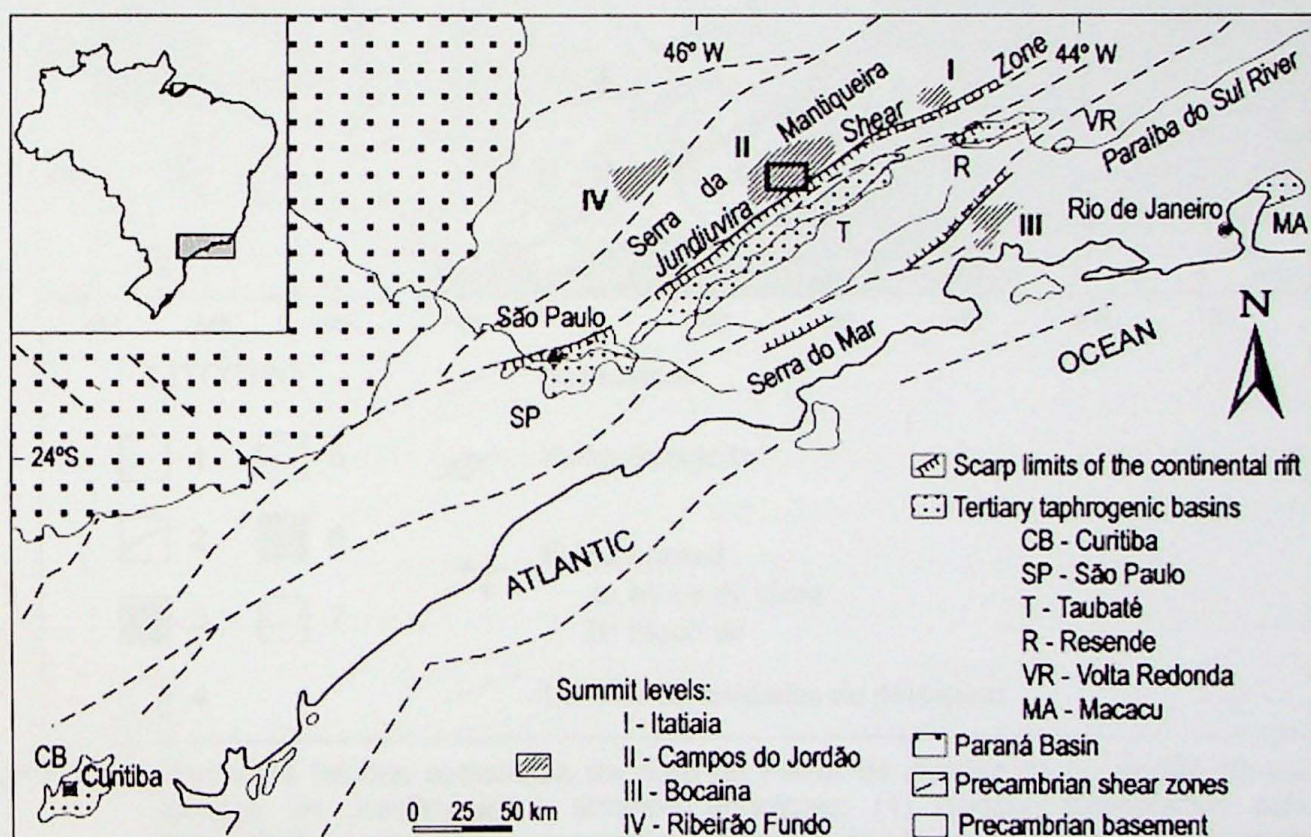 46° W
44° W
I
Zone
Mantiqueira
Shear
II
da
Serra
Jundiuvira
IV
VR
Paraiba do Sul River
R
T
III
Rio de Janeiro
MA
São Paulo
SP
Serra do Mar
OCEAN
ATLANTIC
N
24°S
CB
Curitiba
Scarp limits of the continental rift
Tertiary taphrogenic basins
CB - Curitiba
SP - São Paulo
T - Taubaté
R - Resende
VR - Volta Redonda
MA - Macacu
Paraná Basin
Precambrian shear zones
Precambrian basement
Summit levels:
I - Itatiaia
II - Campos do Jordão
III - Bocaina
IV - Ribeirão Fundo
0 25 50 km